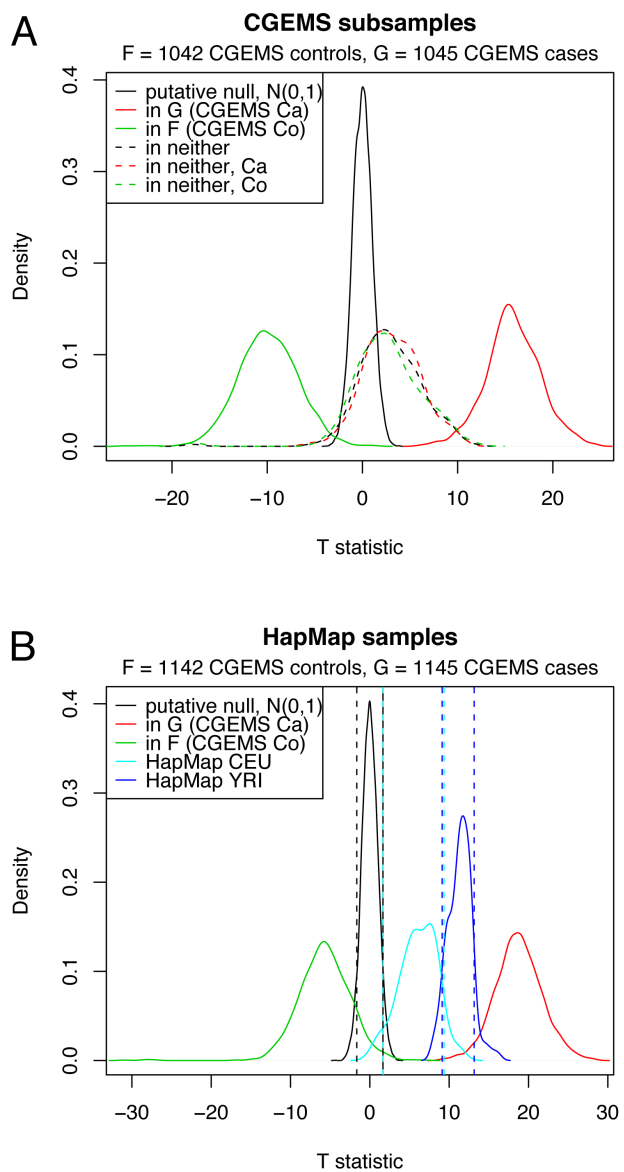 A
CGEMS subsamples
F = 1042 CGEMS controls, G = 1045 CGEMS cases
putative null, N(0,1)
in G (CGEMS Ca)
in F (CGEMS Co)
in neither
in neither, Ca
in neither, Co
0.4
0.3
0.2
0.1
0.0
Density
−20 −10 0 10 20
T statistic
B
HapMap samples
F = 1142 CGEMS controls, G = 1145 CGEMS cases
putative null, N(0,1)
in G (CGEMS Ca)
in F (CGEMS Co)
HapMap CEU
HapMap YRI
0.4
0.3
0.2
0.1
0.0
Density
−30 −20 −10 0 10 20 30
T statistic